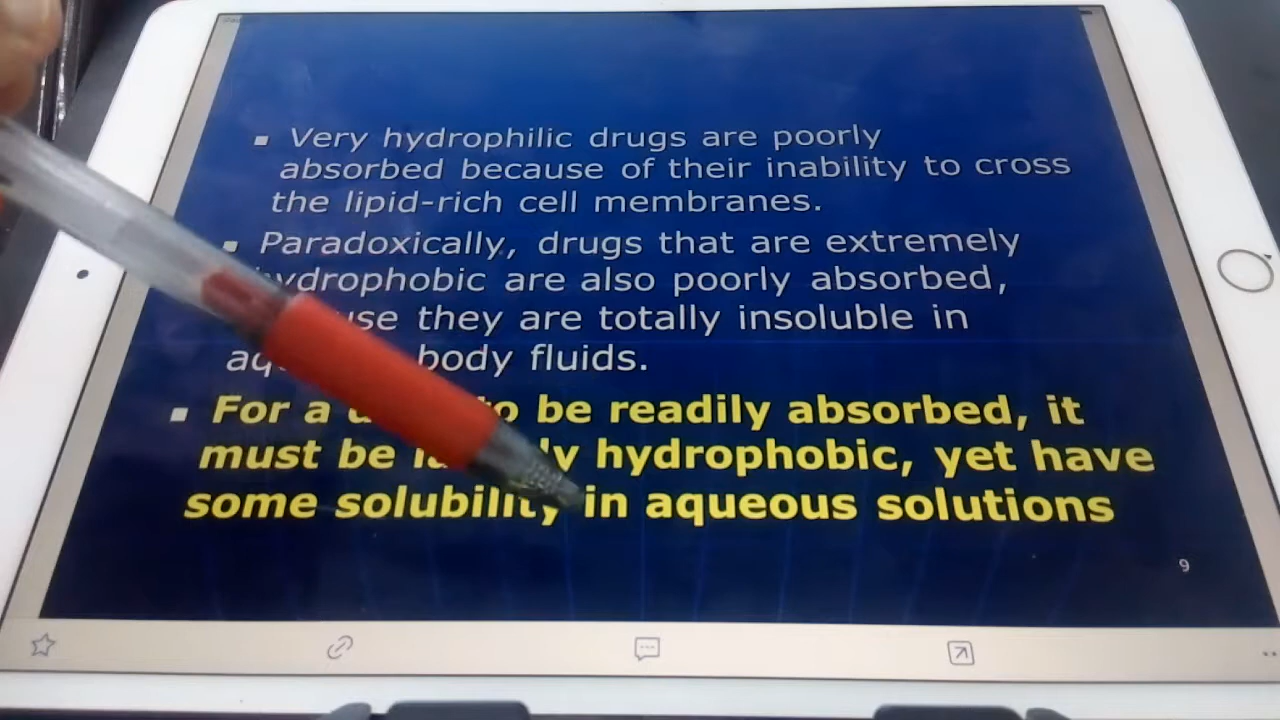 ▪ Very hydrophilic drugs are poorly
absorbed because of their inability to cross
the lipid-rich cell membranes.
▪ Paradoxically, drugs that are extremely
hydrophobic are also poorly absorbed,
they are totally insoluble in
body fluids.
▪ For a to be readily absorbed, it
must be hydrophobic, yet have
some solubility in aqueous solutions
9